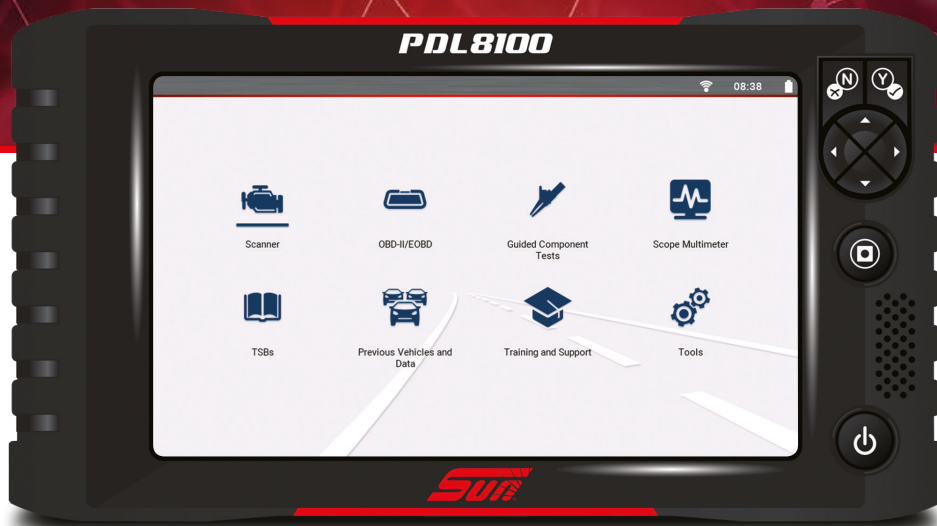 PDL8100
08:38
N
Y
Scanner
OBD-II/EOBD
Guided Component
Tests
Scope Multimeter
TSBs
Previous Vehicles and
Data
Training and Support
Tools
Sun